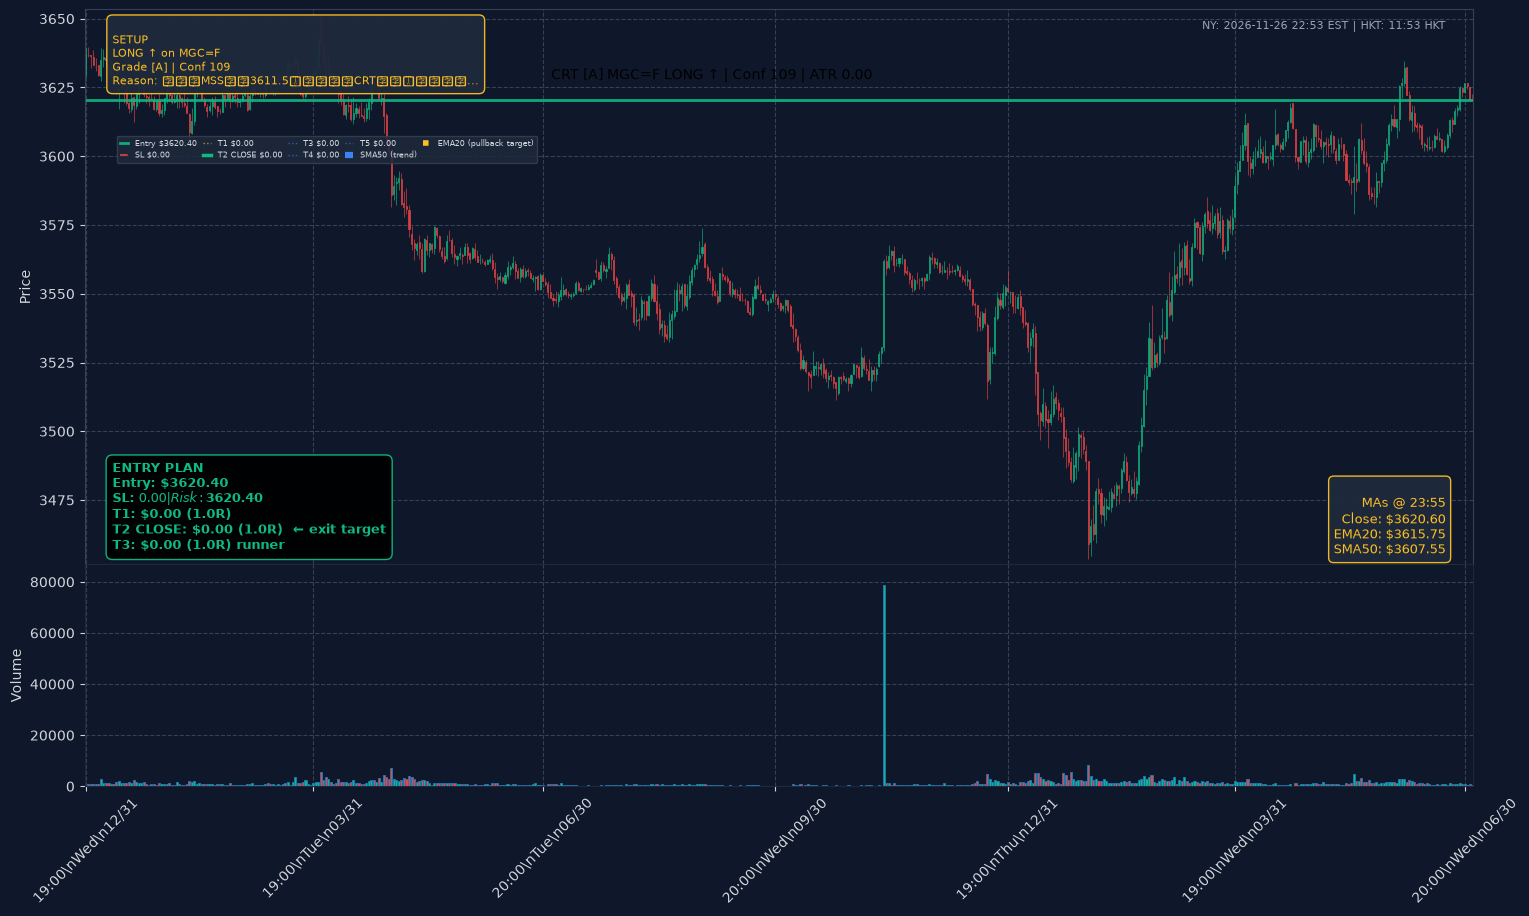 NY: 2026-11-26 22:53 EST | HKT: 11:53 HKT
SETUP
LONG ↑ on MGC=F
Grade [A] | Conf 109
Reason: MSS 3611.5 CRT ...
CRT [A] MGC=F LONG ↑ | Conf 109 | ATR 0.00
Entry $3620.40
SL $0.00
T1 $0.00
T2 CLOSE $0.00
T3 $0.00
T4 $0.00
T5 $0.00
SMA50 (trend)
EMA20 (pullback target)
Price
3650
3625
3600
3575
3550
3525
3500
3475
ENTRY PLAN
Entry: $3620.40
SL: 0.00|Risk:3620.40
T1: $0.00 (1.0R)
T2 CLOSE: $0.00 (1.0R) ← exit target
T3: $0.00 (1.0R) runner
MAs @ 23:55
Close: $3620.60
EMA20: $3615.75
SMA50: $3607.55
Volume
80000
60000
40000
20000
0
19:00\nWed\n12/31
19:00\nTue\n03/31
20:00\nTue\n06/30
20:00\nWed\n09/30
19:00\nThu\n12/31
19:00\nWed\n03/31
20:00\nWed\n06/30